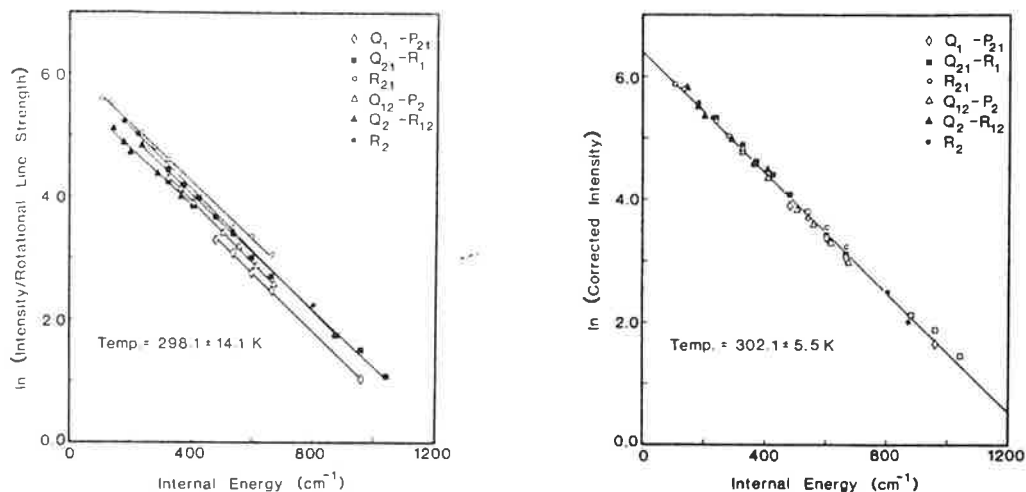 ln (Intensity/Rotational Line Strength)
6.0
4.0
2.0
0.0
Q1 - P21
Q21 - R1
R21
Q12 - P2
Q2 - R12
R2
Temp. = 298.1 ± 14.1 K
0
400
800
1200
Internal Energy (cm⁻¹)
ln (Corrected Intensity)
6.0
4.0
2.0
0.0
Q1 - P21
Q21 - R1
R21
Q12 - P2
Q2 - R12
R2
Temp. = 302.1 ± 5.5 K
0
400
800
1200
Internal Energy (cm⁻¹)